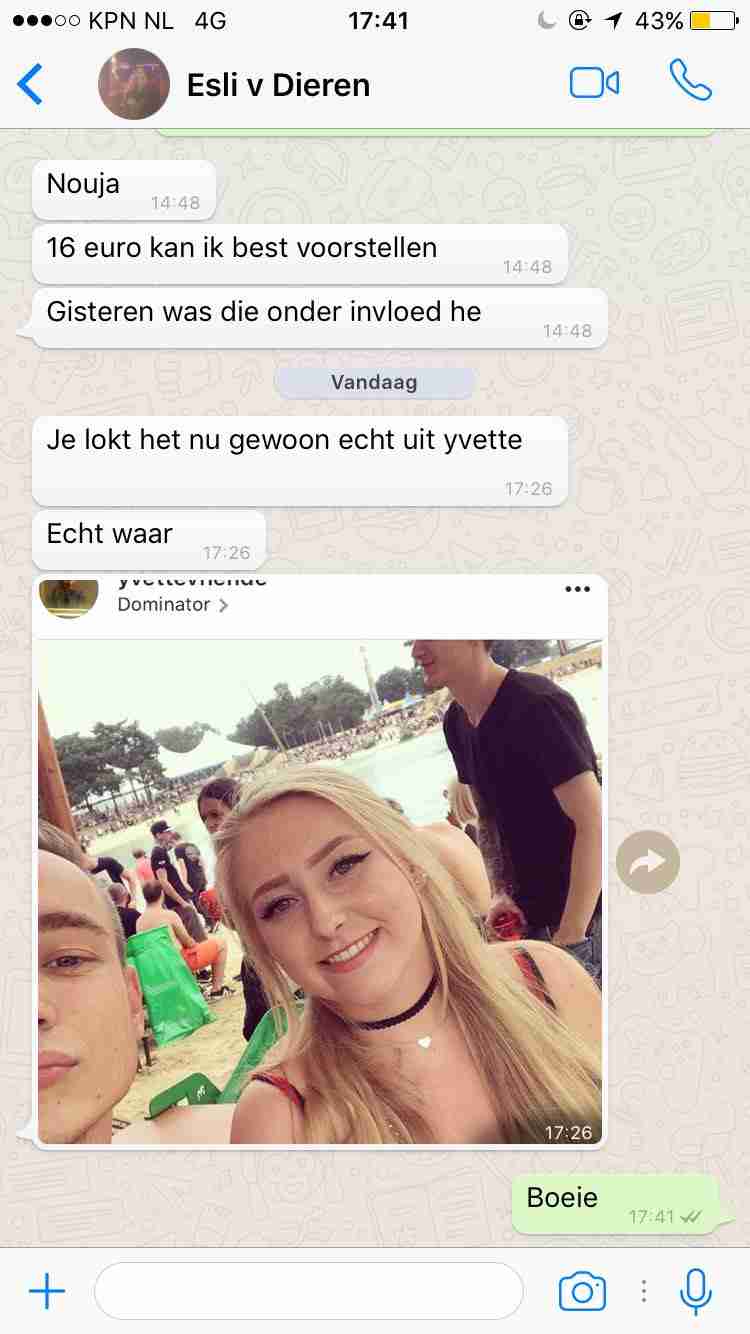 KPN NL 4G 17:41 43%
Esli v Dieren
Nouja
14:48
16 euro kan ik best voorstellen
14:48
Gisteren was die onder invloed he
14:48
Vandaag
Je lokt het nu gewoon echt uit yvette
17:26
Echt waar
17:26
yvettevriende
Dominator >
17:26
Boeie
17:41